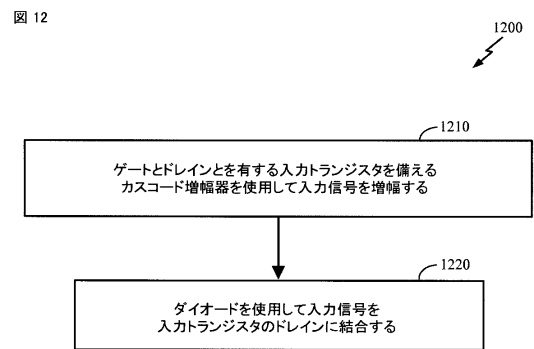 図 12
1200
1210
ゲートとドレインとを有する入力トランジスタを備える
カスコード増幅器を使用して入力信号を増幅する
1220
ダイオードを使用して入力信号を
入力トランジスタのドレインに結合する